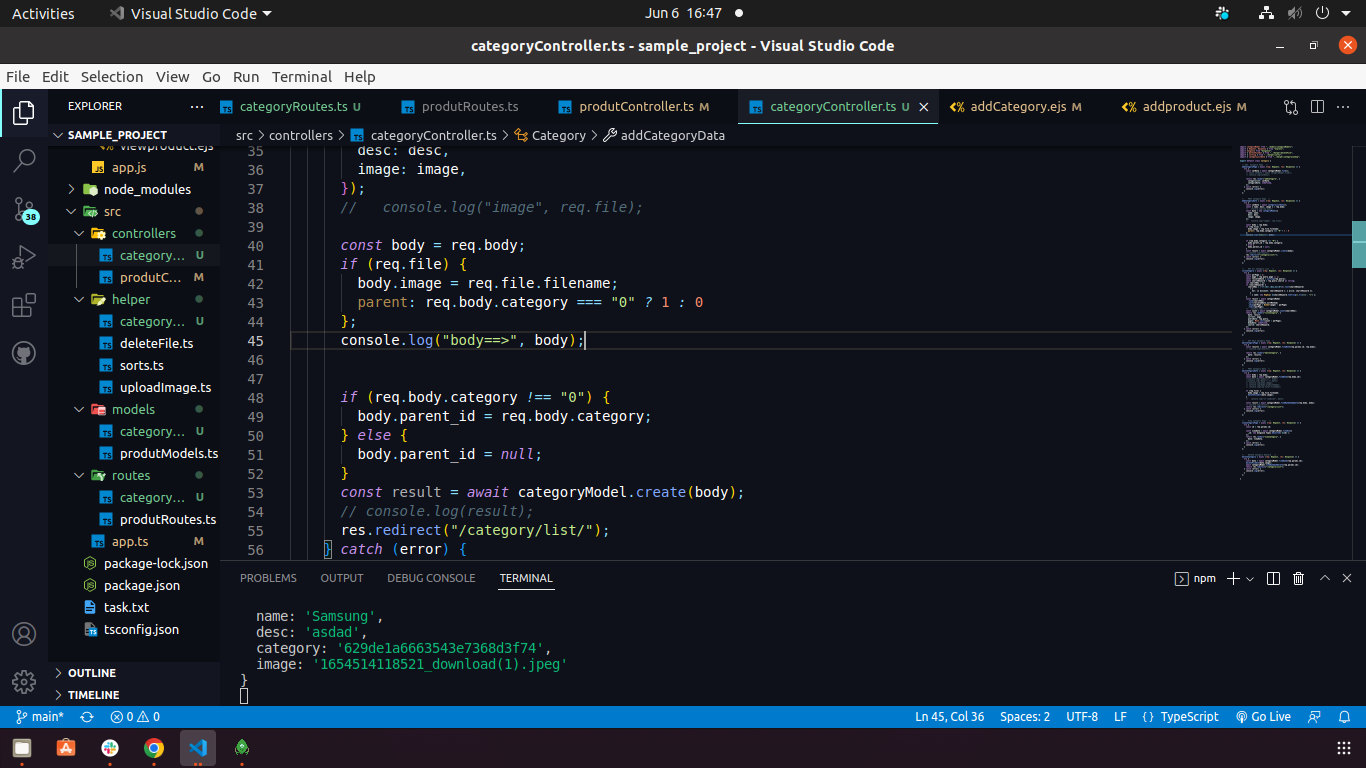 Activities
Visual Studio Code
Jun 6 16:47
categoryController.ts - sample_project - Visual Studio Code
File Edit Selection View Go Run Terminal Help
EXPLORER
categoryRoutes.ts U
produtRoutes.ts
produtController.ts M
categoryController.ts U
addCategory.ejs M
addproduct.ejs M
SAMPLE_PROJECT
src > controllers > categoryController.ts > Category > addCategoryData
viewproduct.ejs
app.js M
node_modules
src
controllers
category... U
produtC... M
helper
category... U
deleteFile.ts
sorts.ts
uploadImage.ts
models
category... U
produtModels.ts
routes
category... U
produtRoutes.ts
app.ts M
package-lock.json
package.json
task.txt
tsconfig.json
OUTLINE
TIMELINE
38
35 desc: desc,
36 image: image,
37 });
38 //   console.log("image", req.file);
39
40 const body = req.body;
41 if (req.file) {
42 body.image = req.file.filename;
43 parent: req.body.category === "0" ? 1 : 0
44 };
45 console.log("body==>", body);
46
47
48 if (req.body.category !== "0") {
49 body.parent_id = req.body.category;
50 } else {
51 body.parent_id = null;
52 }
53 const result = await categoryModel.create(body);
54 // console.log(result);
55 res.redirect("/category/list/");
56 } catch (error) {
PROBLEMS OUTPUT DEBUG CONSOLE TERMINAL
npm
name: 'Samsung',
desc: 'asdad',
category: '629de1a6663543e7368d3f74',
image: '1654514118521_download(1).jpeg'
}
main* 0 0
Ln 45, Col 36 Spaces: 2 UTF-8 LF {} TypeScript Go Live